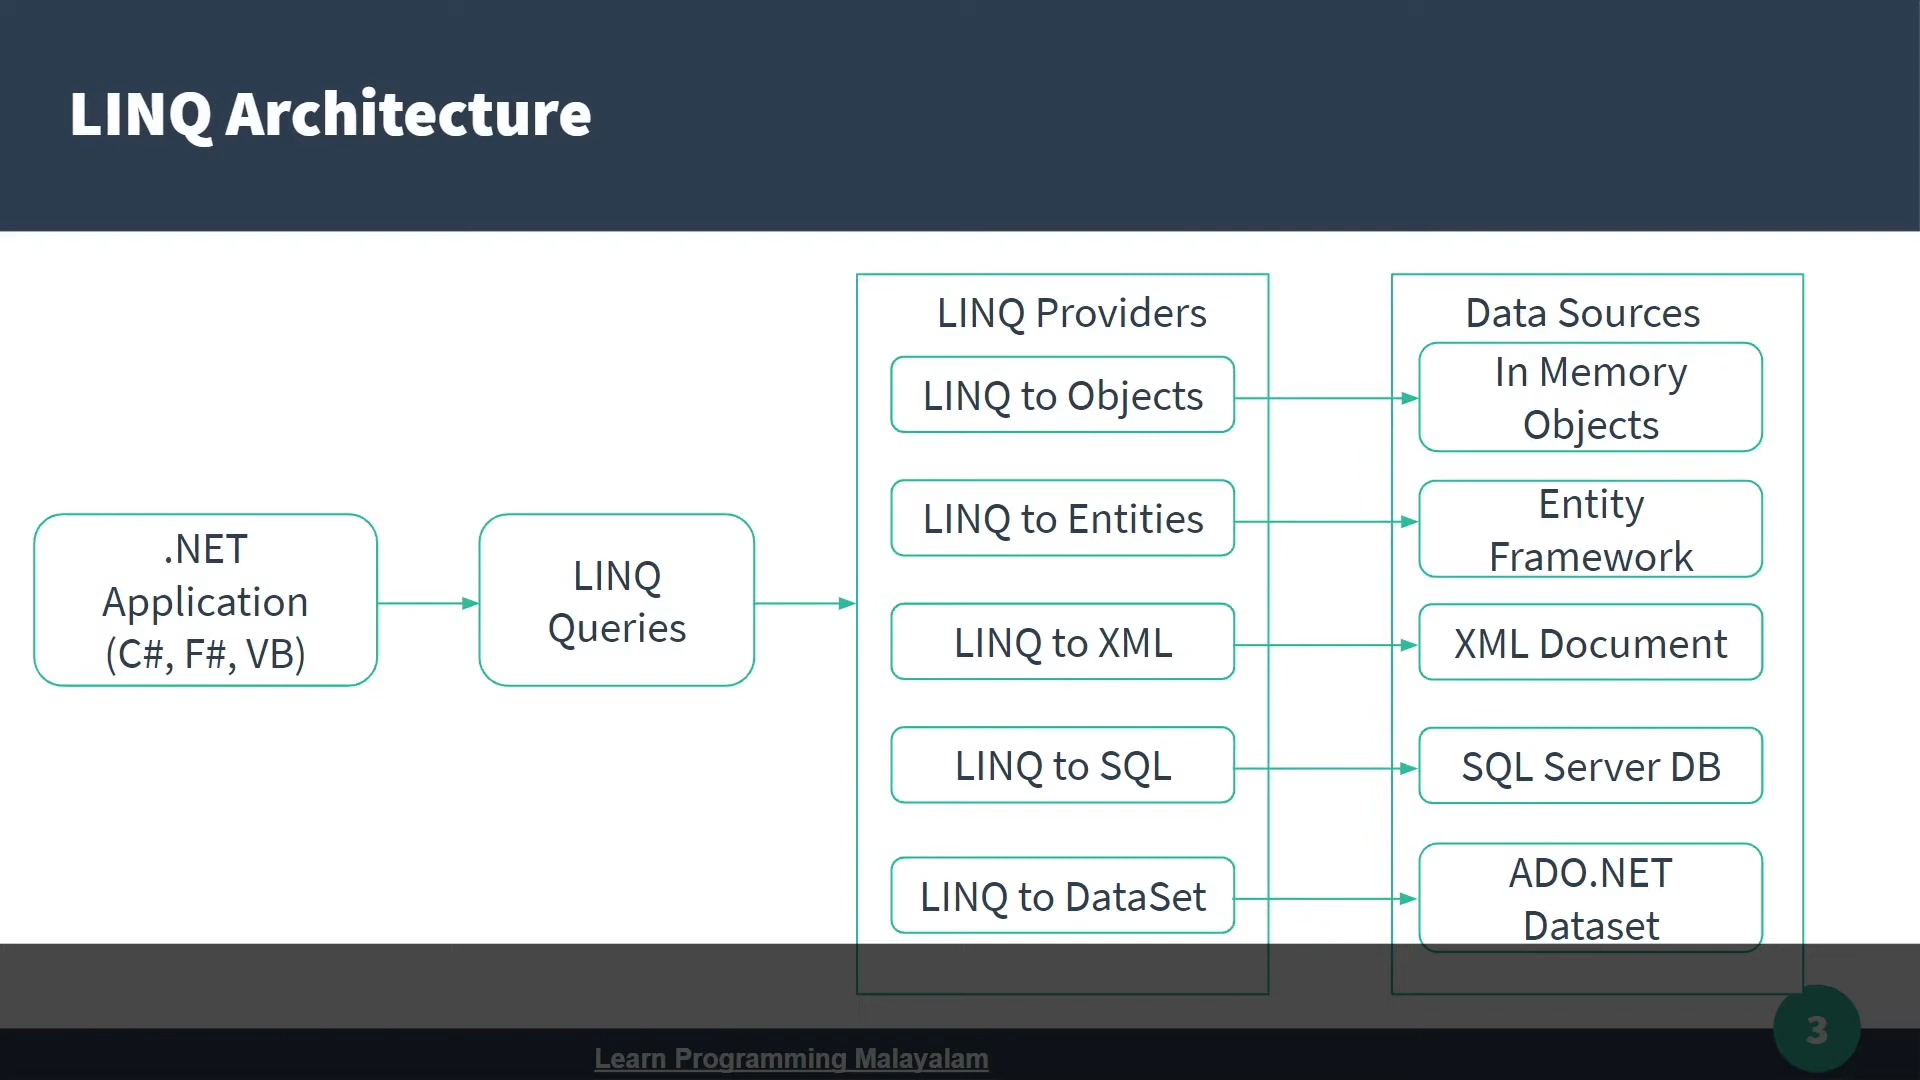 LINQ Architecture
.NET
Application
(C#, F#, VB)
LINQ
Queries
LINQ Providers
LINQ to Objects
LINQ to Entities
LINQ to XML
LINQ to SQL
LINQ to DataSet
Data Sources
In Memory
Objects
Entity
Framework
XML Document
SQL Server DB
ADO.NET
Dataset
3
Learn Programming Malayalam